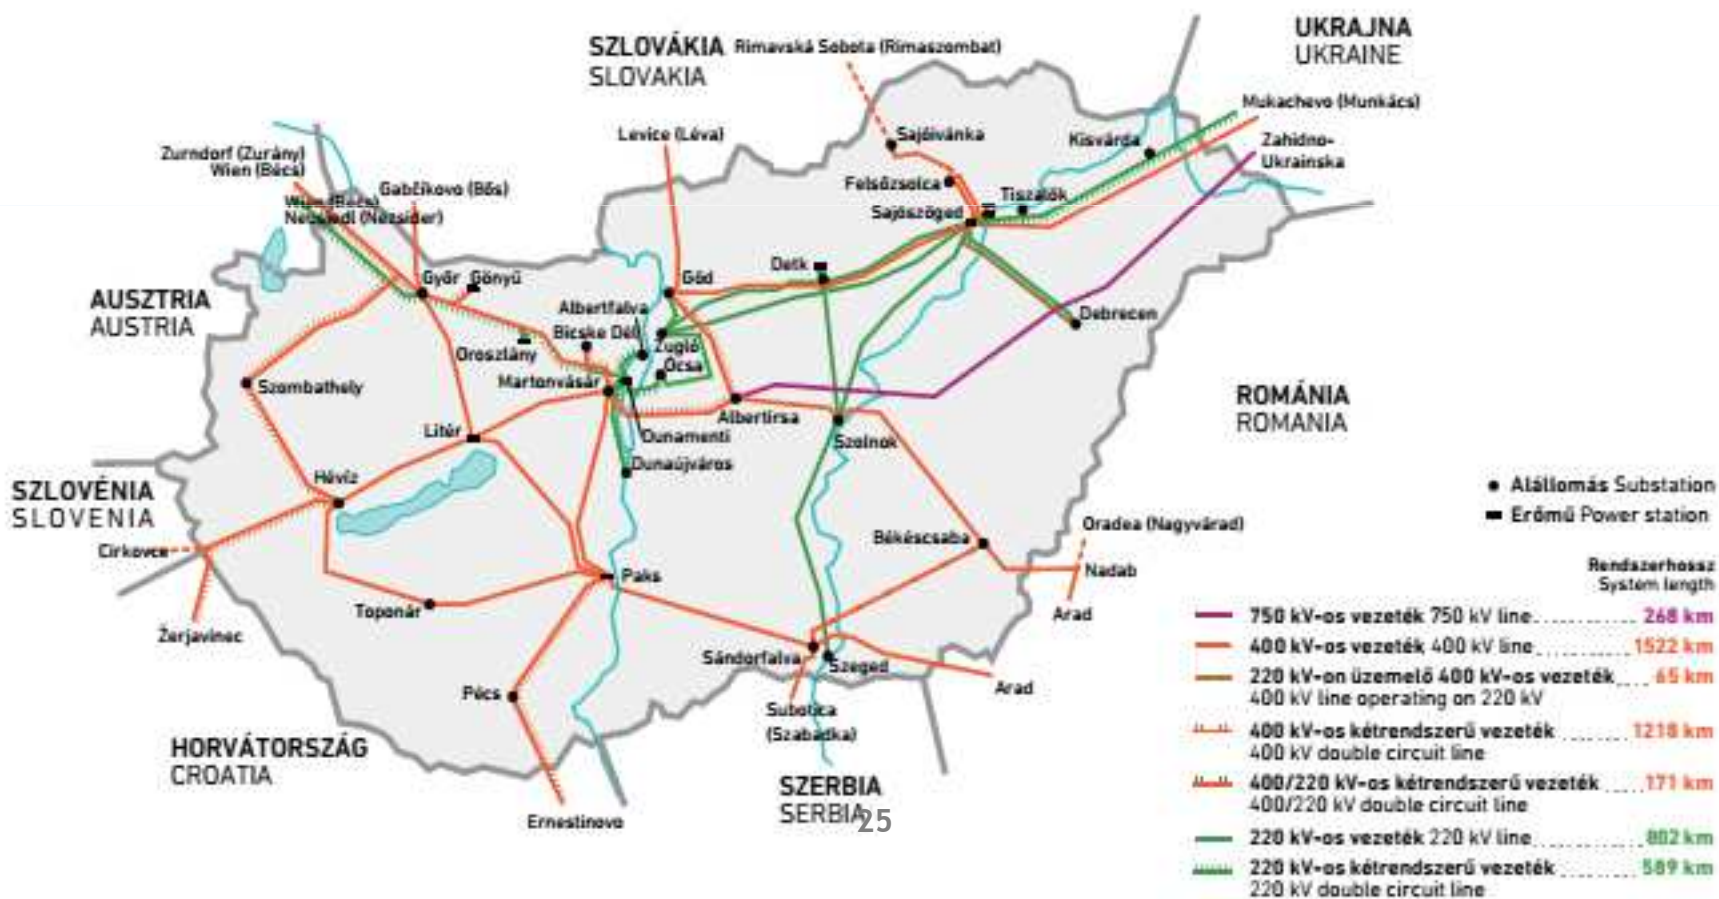 SZLOVÁKIA
SLOVAKIA
Rimavská Sobota (Rimaszombat)
UKRAJNA
UKRAINE
Mukachevo (Munkács)
Zahidno-
Ukrainska
Levice (Léva)
Sajóivánka
Kisvárda
Zurndorf (Zurány)
Wien (Bécs)
Gabčíkovo (Bős)
Wien (Bécs)
Neusiedl (Nezsider)
Felsőzsolca
Tiszalök
Sajószöged
Győr
Gönyű
Göd
Detk
AUSZTRIA
AUSTRIA
Albertfalva
Bicske Dél
Zugló
Debrecen
Oroszlány
Ócsa
Szombathely
Martonvásár
Albertirsa
ROMÁNIA
ROMANIA
Litér
Dunamenti
Szolnok
Dunaújváros
Hévíz
SZLOVÉNIA
SLOVENIA
Cirkovce
Békéscsaba
Oradea (Nagyvárad)
Nadab
Arad
Paks
Toponár
Žerjavinec
Sándorfalva
Szeged
Arad
Pécs
Subotica
(Szabadka)
HORVÁTORSZÁG
CROATIA
Ernestinovo
SZERBIA
SERBIA
25
Alállomás Substation
Erőmű Power station
Rendszerhossz
System length
750 kV-os vezeték 750 kV line 268 km
400 kV-os vezeték 400 kV line 1522 km
220 kV-on üzemelő 400 kV-os vezeték 65 km
400 kV line operating on 220 kV
400 kV-os kétrendszerű vezeték 1218 km
400 kV double circuit line
400/220 kV-os kétrendszerű vezeték 171 km
400/220 kV double circuit line
220 kV-os vezeték 220 kV line 802 km
220 kV-os kétrendszerű vezeték 589 km
220 kV double circuit line